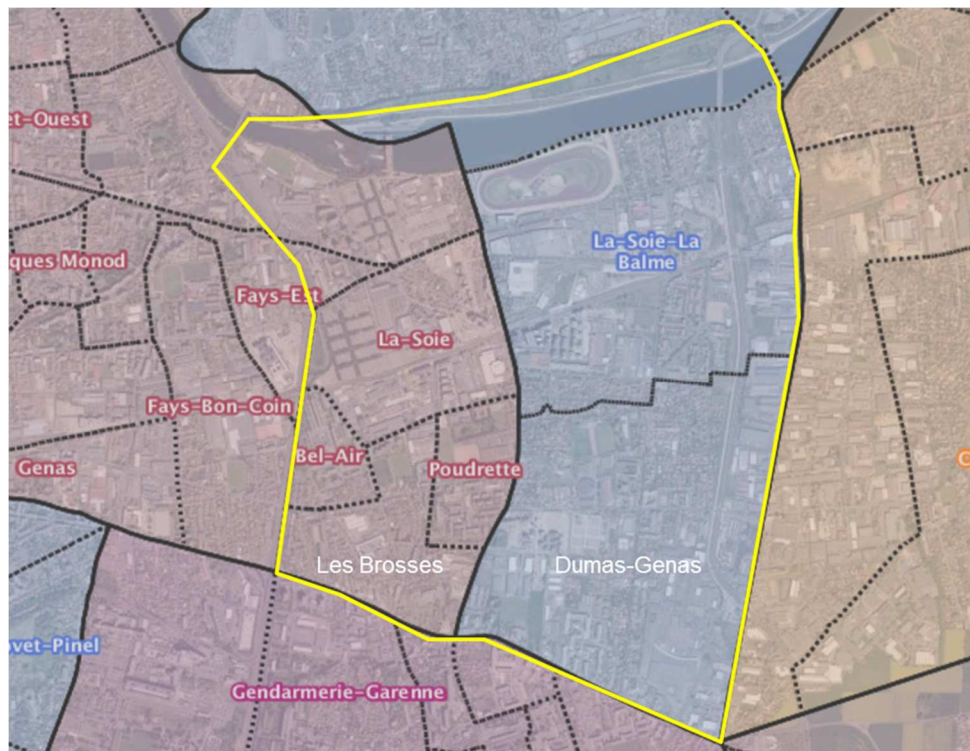 et-Ouest
La-Soie-La
Balme
ques Monod
Fays-Est
La-Soie
Fays-Bon-Coin
Bel-Air
Genas
Poudrette
C
Les Brosses
Dumas-Genas
ovet-Pinel
Gendarmerie-Garenne